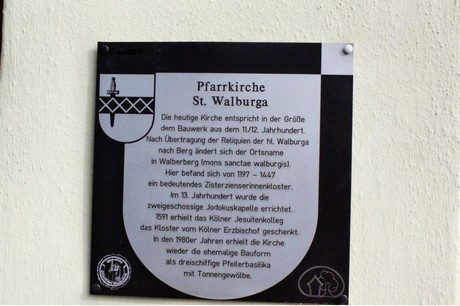 Pfarrkirche
St. Walburga
Die heutige Kirche entspricht in der Größe
dem Bauwerk aus dem 11./12. Jahrhundert.
Nach Übertragung der Reliquien der hl. Walburga
nach Berg ändert sich der Ortsname
in Walberberg (mons sanctae walburgis).
Hier befand sich von 1197 – 1447
ein bedeutendes Zisterzienserinnenkloster.
Im 13. Jahrhundert wurde die
zweigeschossige Jodokuskapelle errichtet.
1591 erhielt das Kölner Jesuitenkolleg
das Kloster vom Kölner Erzbischof geschenkt.
In den 1980er Jahren erhielt die Kirche
wieder die ehemalige Bauform
als dreischiffige Pfeilerbasilika
mit Tonnengewölbe.